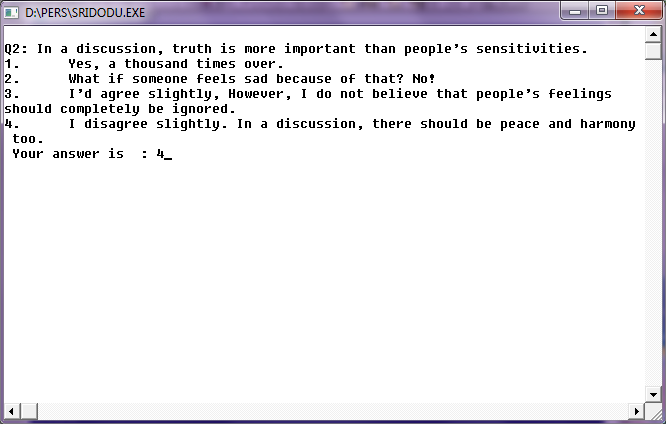 D:\PERS\SRIDODU.EXE
Q2: In a discussion, truth is more important than people's sensitivities.
1.      Yes, a thousand times over.
2.      What if someone feels sad because of that? No!
3.      I'd agree slightly, However, I do not believe that people's feelings
should completely be ignored.
4.      I disagree slightly. In a discussion, there should be peace and harmony
 too.
 Your answer is  : 4_